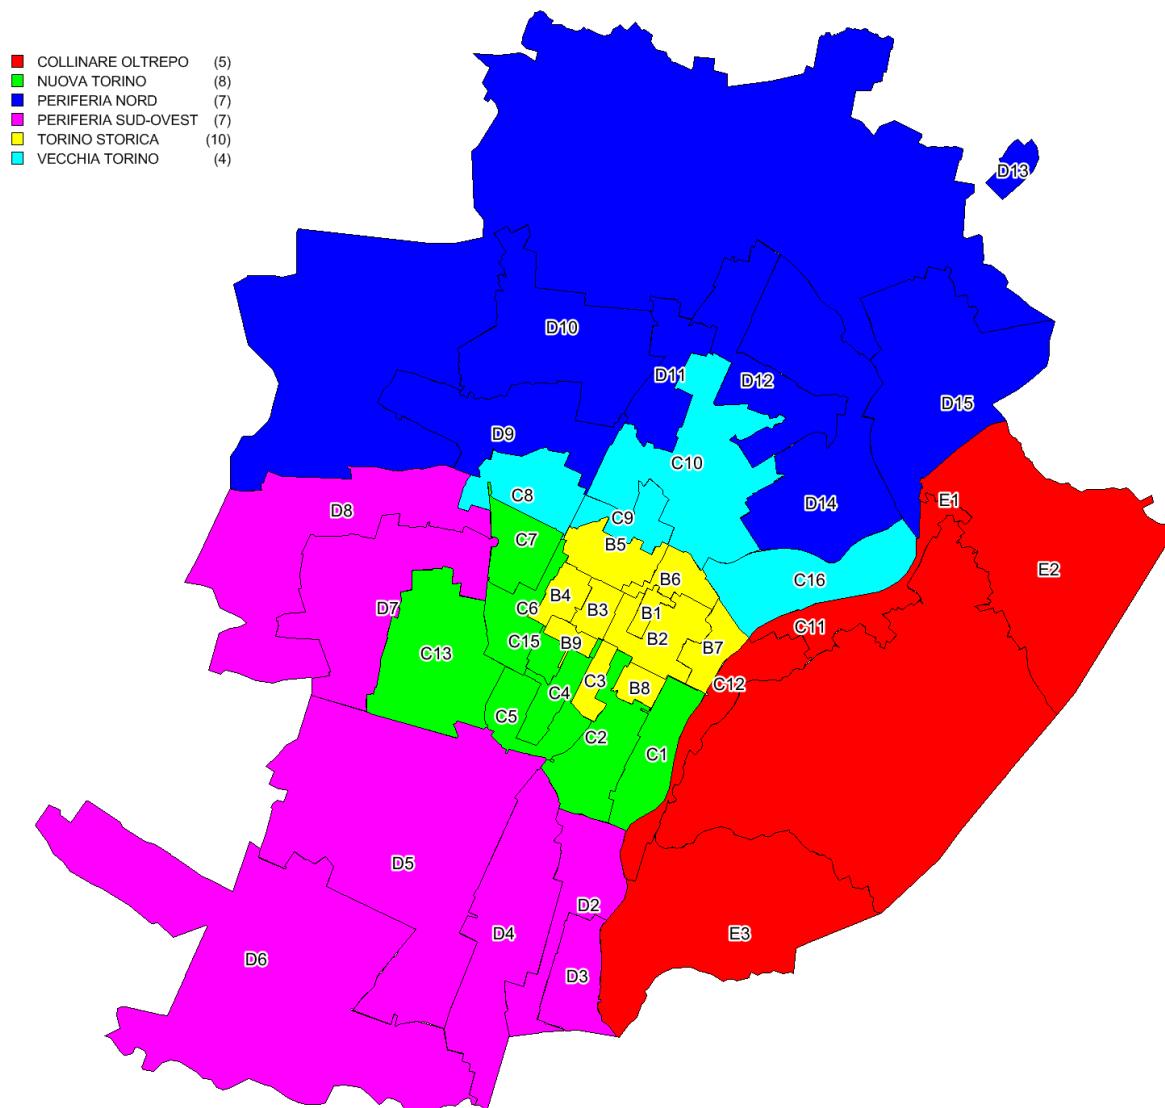 COLLINARE OLTREPO (5)
NUOVA TORINO (8)
PERIFERIA NORD (7)
PERIFERIA SUD-OVEST (7)
TORINO STORICA (10)
VECCHIA TORINO (4)
D13
D10
D11
D12
D15
D9
C10
C8
E1
D14
D8
C9
C7
B5
E2
B6
C16
B4
C6
D7
B3
B1
C11
B2
C15
B9
B7
C13
C3
C12
B8
C4
C5
C2
C1
D5
D2
D4
E3
D6
D3